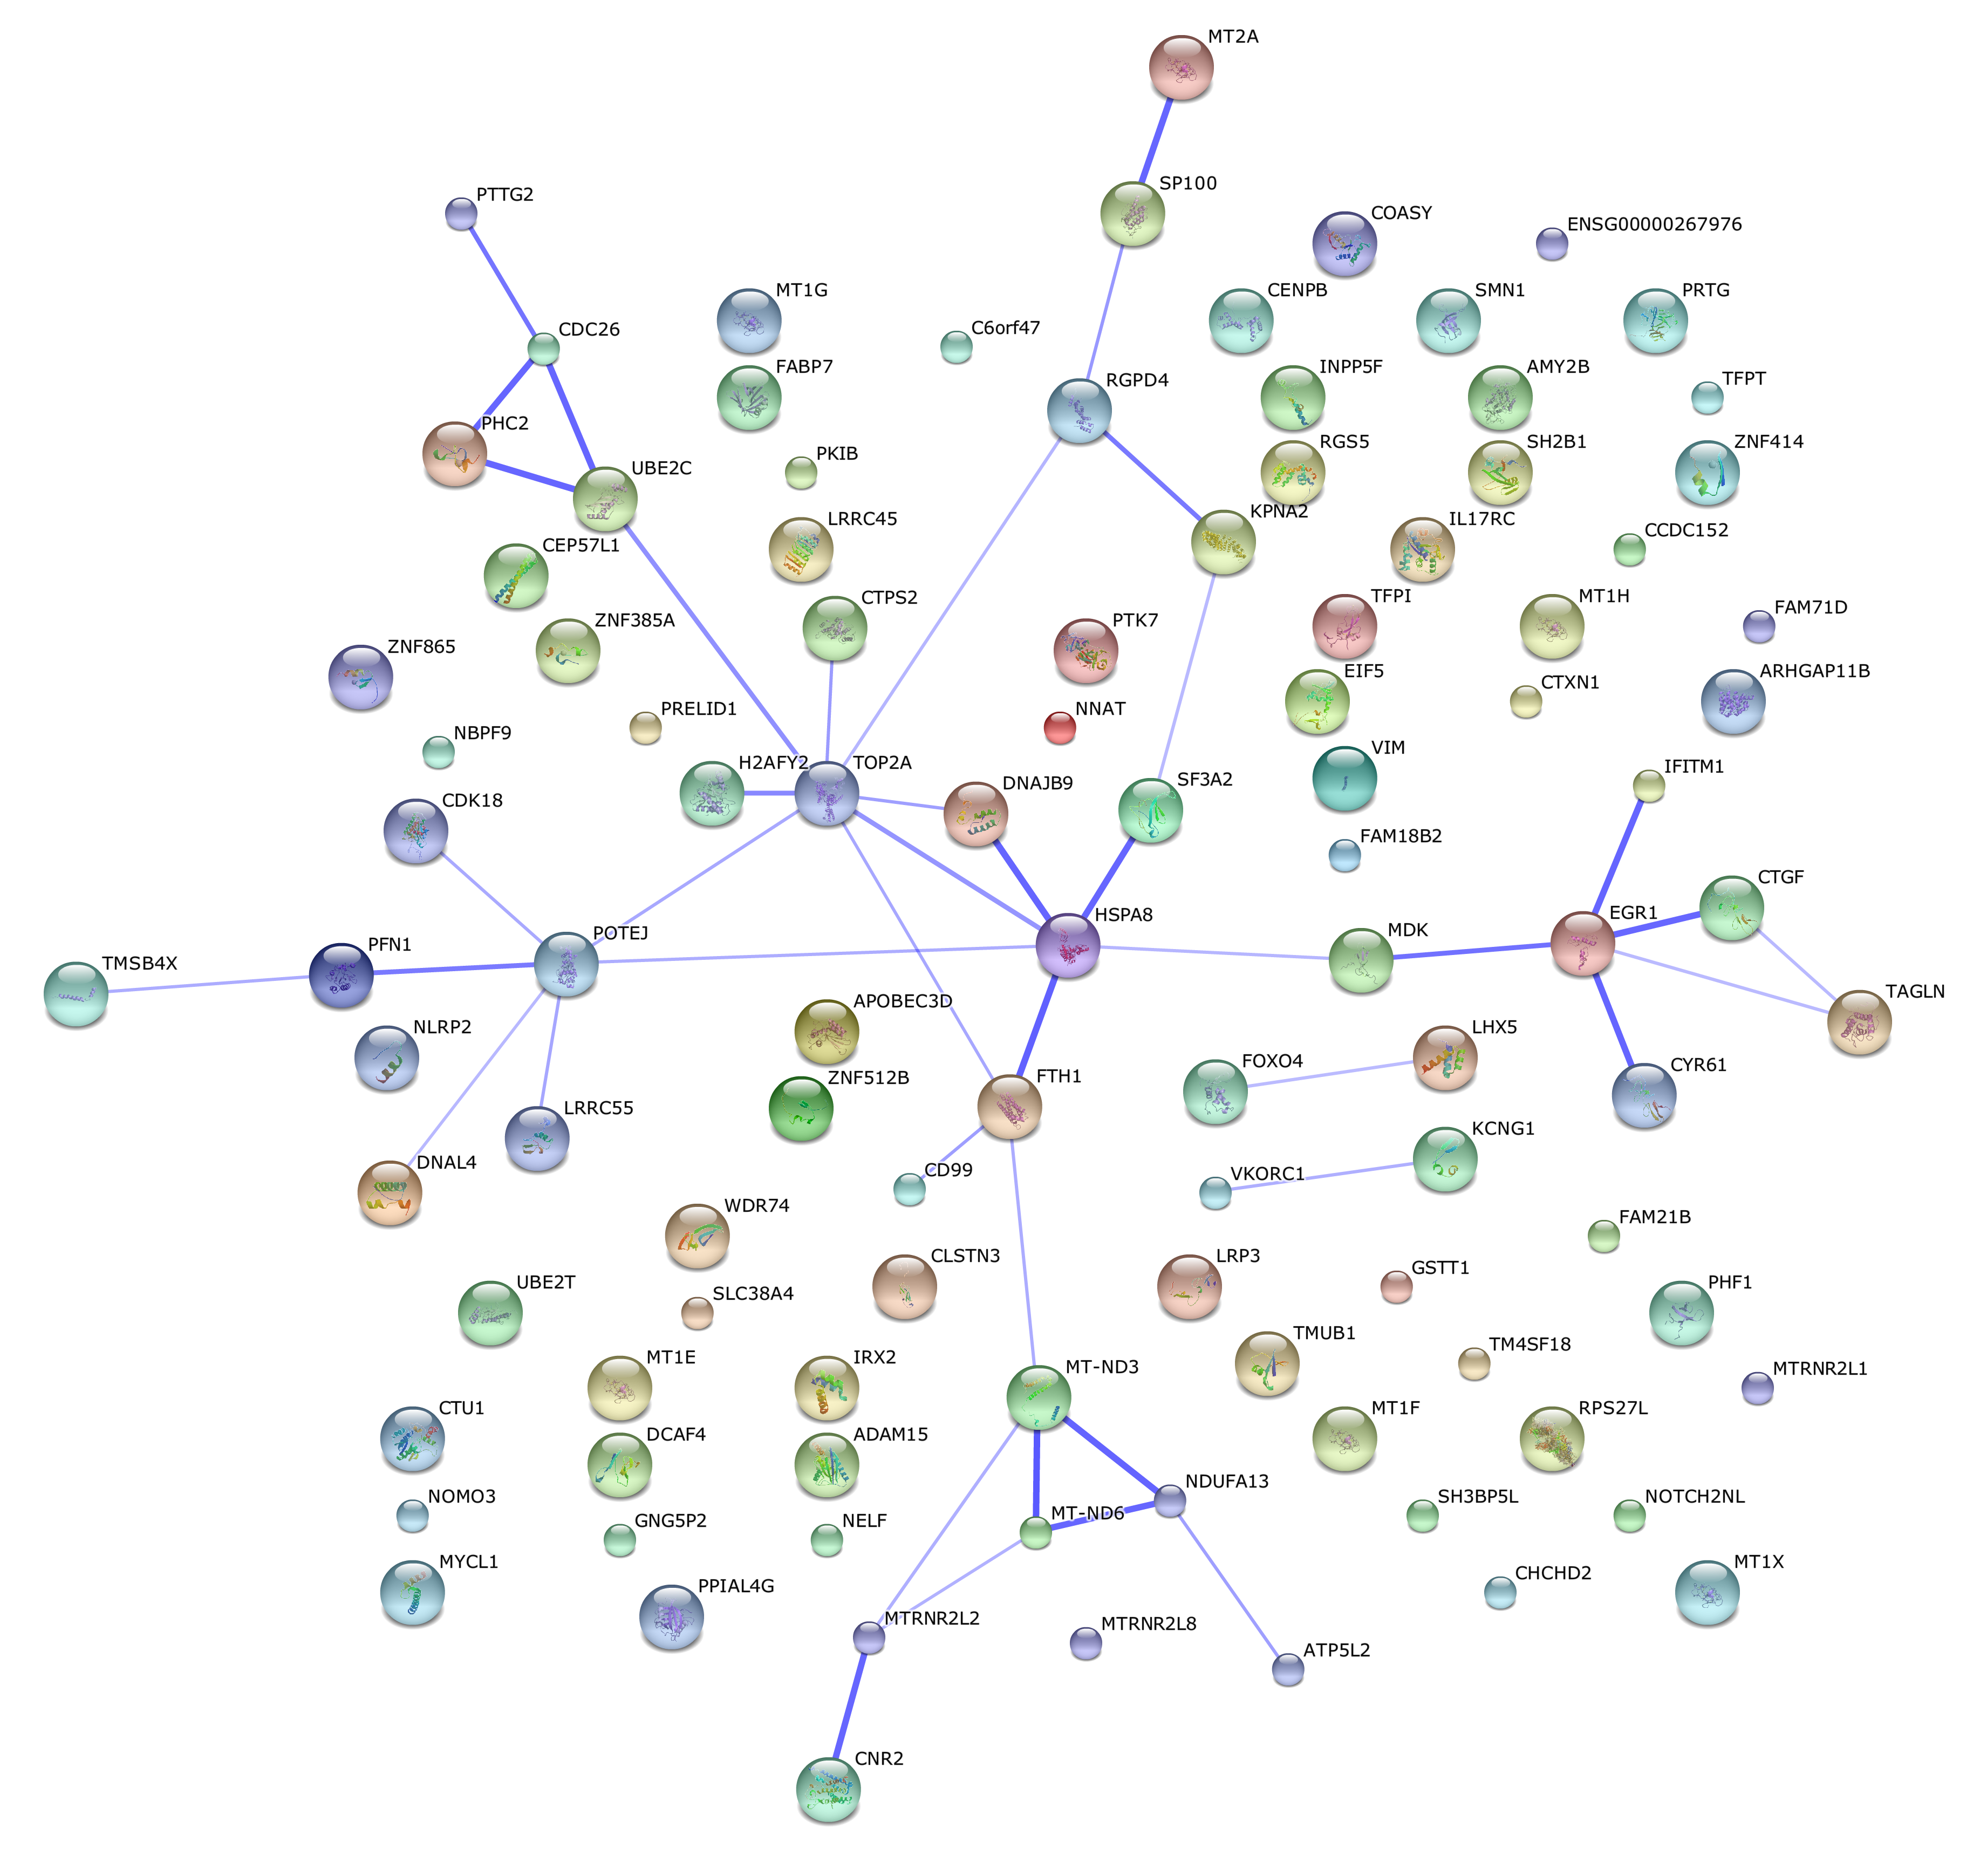 MT2A
SP100
PTTG2
COASY
ENSG00000267976
MT1G
CENPB
SMN1
PRTG
CDC26
C6orf47
FABP7
RGPD4
INPP5F
AMY2B
TFPT
PHC2
RGS5
SH2B1
ZNF414
UBE2C
PKIB
KPNA2
LRRC45
IL17RC
CCDC152
CEP57L1
CTPS2
TFPI
MT1H
FAM71D
ZNF385A
PTK7
ZNF865
EIF5
CTXN1
ARHGAP11B
PRELID1
NNAT
NBPF9
VIM
H2AFY2
TOP2A
IFITM1
DNAJB9
SF3A2
CDK18
FAM18B2
CTGF
HSPA8
EGR1
POTEJ
MDK
PFN1
TMSB4X
TAGLN
APOBEC3D
NLRP2
LHX5
FOXO4
CYR61
ZNF512B
FTH1
LRRC55
KCNG1
DNAL4
CD99
VKORC1
WDR74
FAM21B
CLSTN3
LRP3
GSTT1
UBE2T
PHF1
SLC38A4
TMUB1
TM4SF18
MT1E
IRX2
MT-ND3
MTRNR2L1
CTU1
MT1F
RPS27L
DCAF4
ADAM15
NDUFA13
NOMO3
SH3BP5L
NOTCH2NL
MT-ND6
GNG5P2
NELF
MYCL1
CHCHD2
MT1X
PPIAL4G
MTRNR2L2
MTRNR2L8
ATP5L2
CNR2